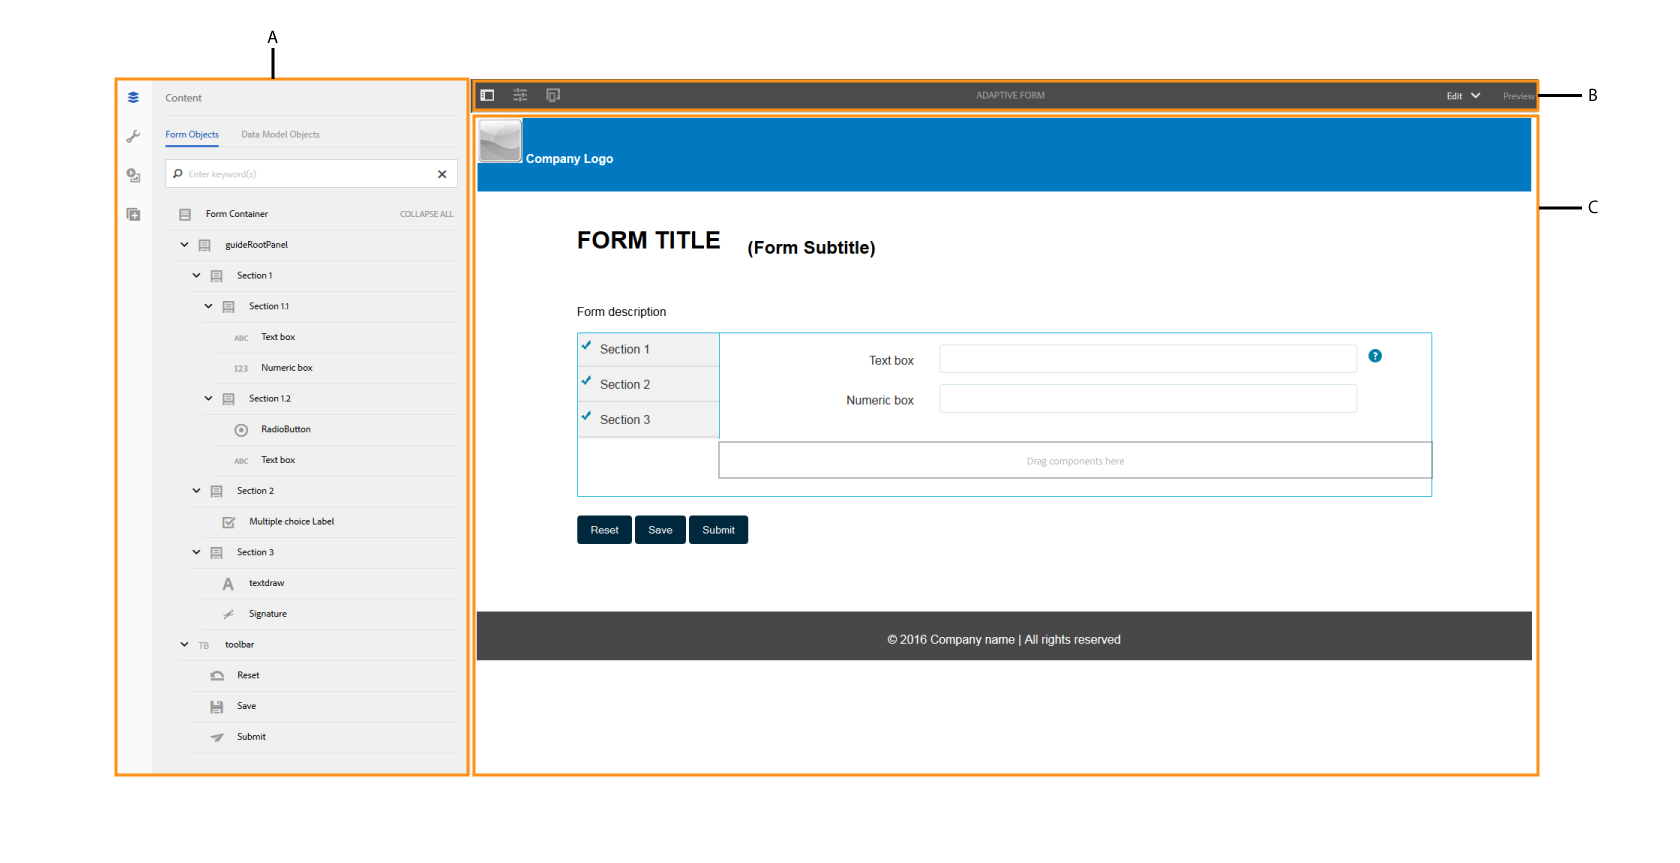 A
Content
Form Objects Data Model Objects
Enter keyword(s)
Form Container COLLAPSE ALL
guideRootPanel
Section 1
Section 1.1
ABC Text box
123 Numeric box
Section 1.2
RadioButton
ABC Text box
Section 2
Multiple choice Label
Section 3
A textdraw
Signature
TB toolbar
Reset
Save
Submit
ADAPTIVE FORM Edit Preview
B
Company Logo
C
FORM TITLE (Form Subtitle)
Form description
Section 1
Section 2
Section 3
Text box ?
Numeric box
Drag components here
Reset Save Submit
© 2016 Company name | All rights reserved